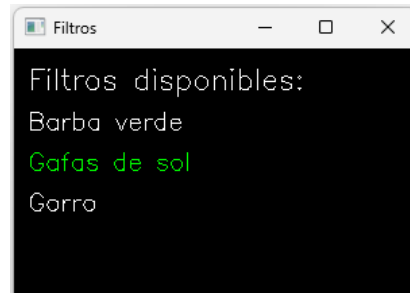 Filtros
Filtros disponibles:
Barba verde
Gafas de sol
Gorro